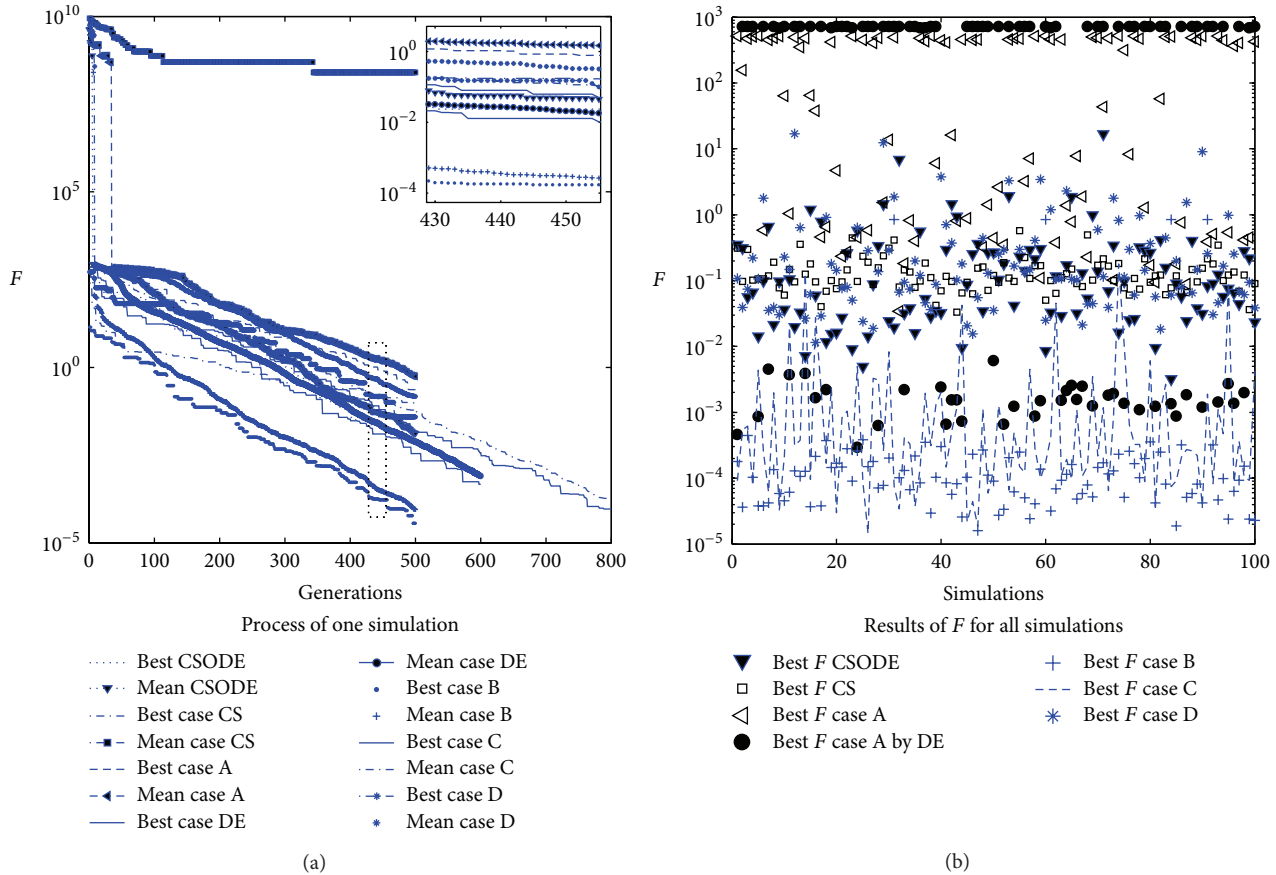 10^10
10^5
10^0
10^−5
F
10^0
10^−2
10^−4
430 440 450
0 100 200 300 400 500 600 700 800
Generations
Process of one simulation
Best CSODE
Mean CSODE
Best case CS
Mean case CS
Best case A
Mean case A
Best case DE
Mean case DE
Best case B
Mean case B
Best case C
Mean case C
Best case D
Mean case D
(a)
10^3
10^2
10^1
10^0
10^−1
10^−2
10^−3
10^−4
10^−5
F
0 20 40 60 80 100
Simulations
Results of F for all simulations
Best F CSODE
Best F CS
Best F case A
Best F case A by DE
Best F case B
Best F case C
Best F case D
(b)